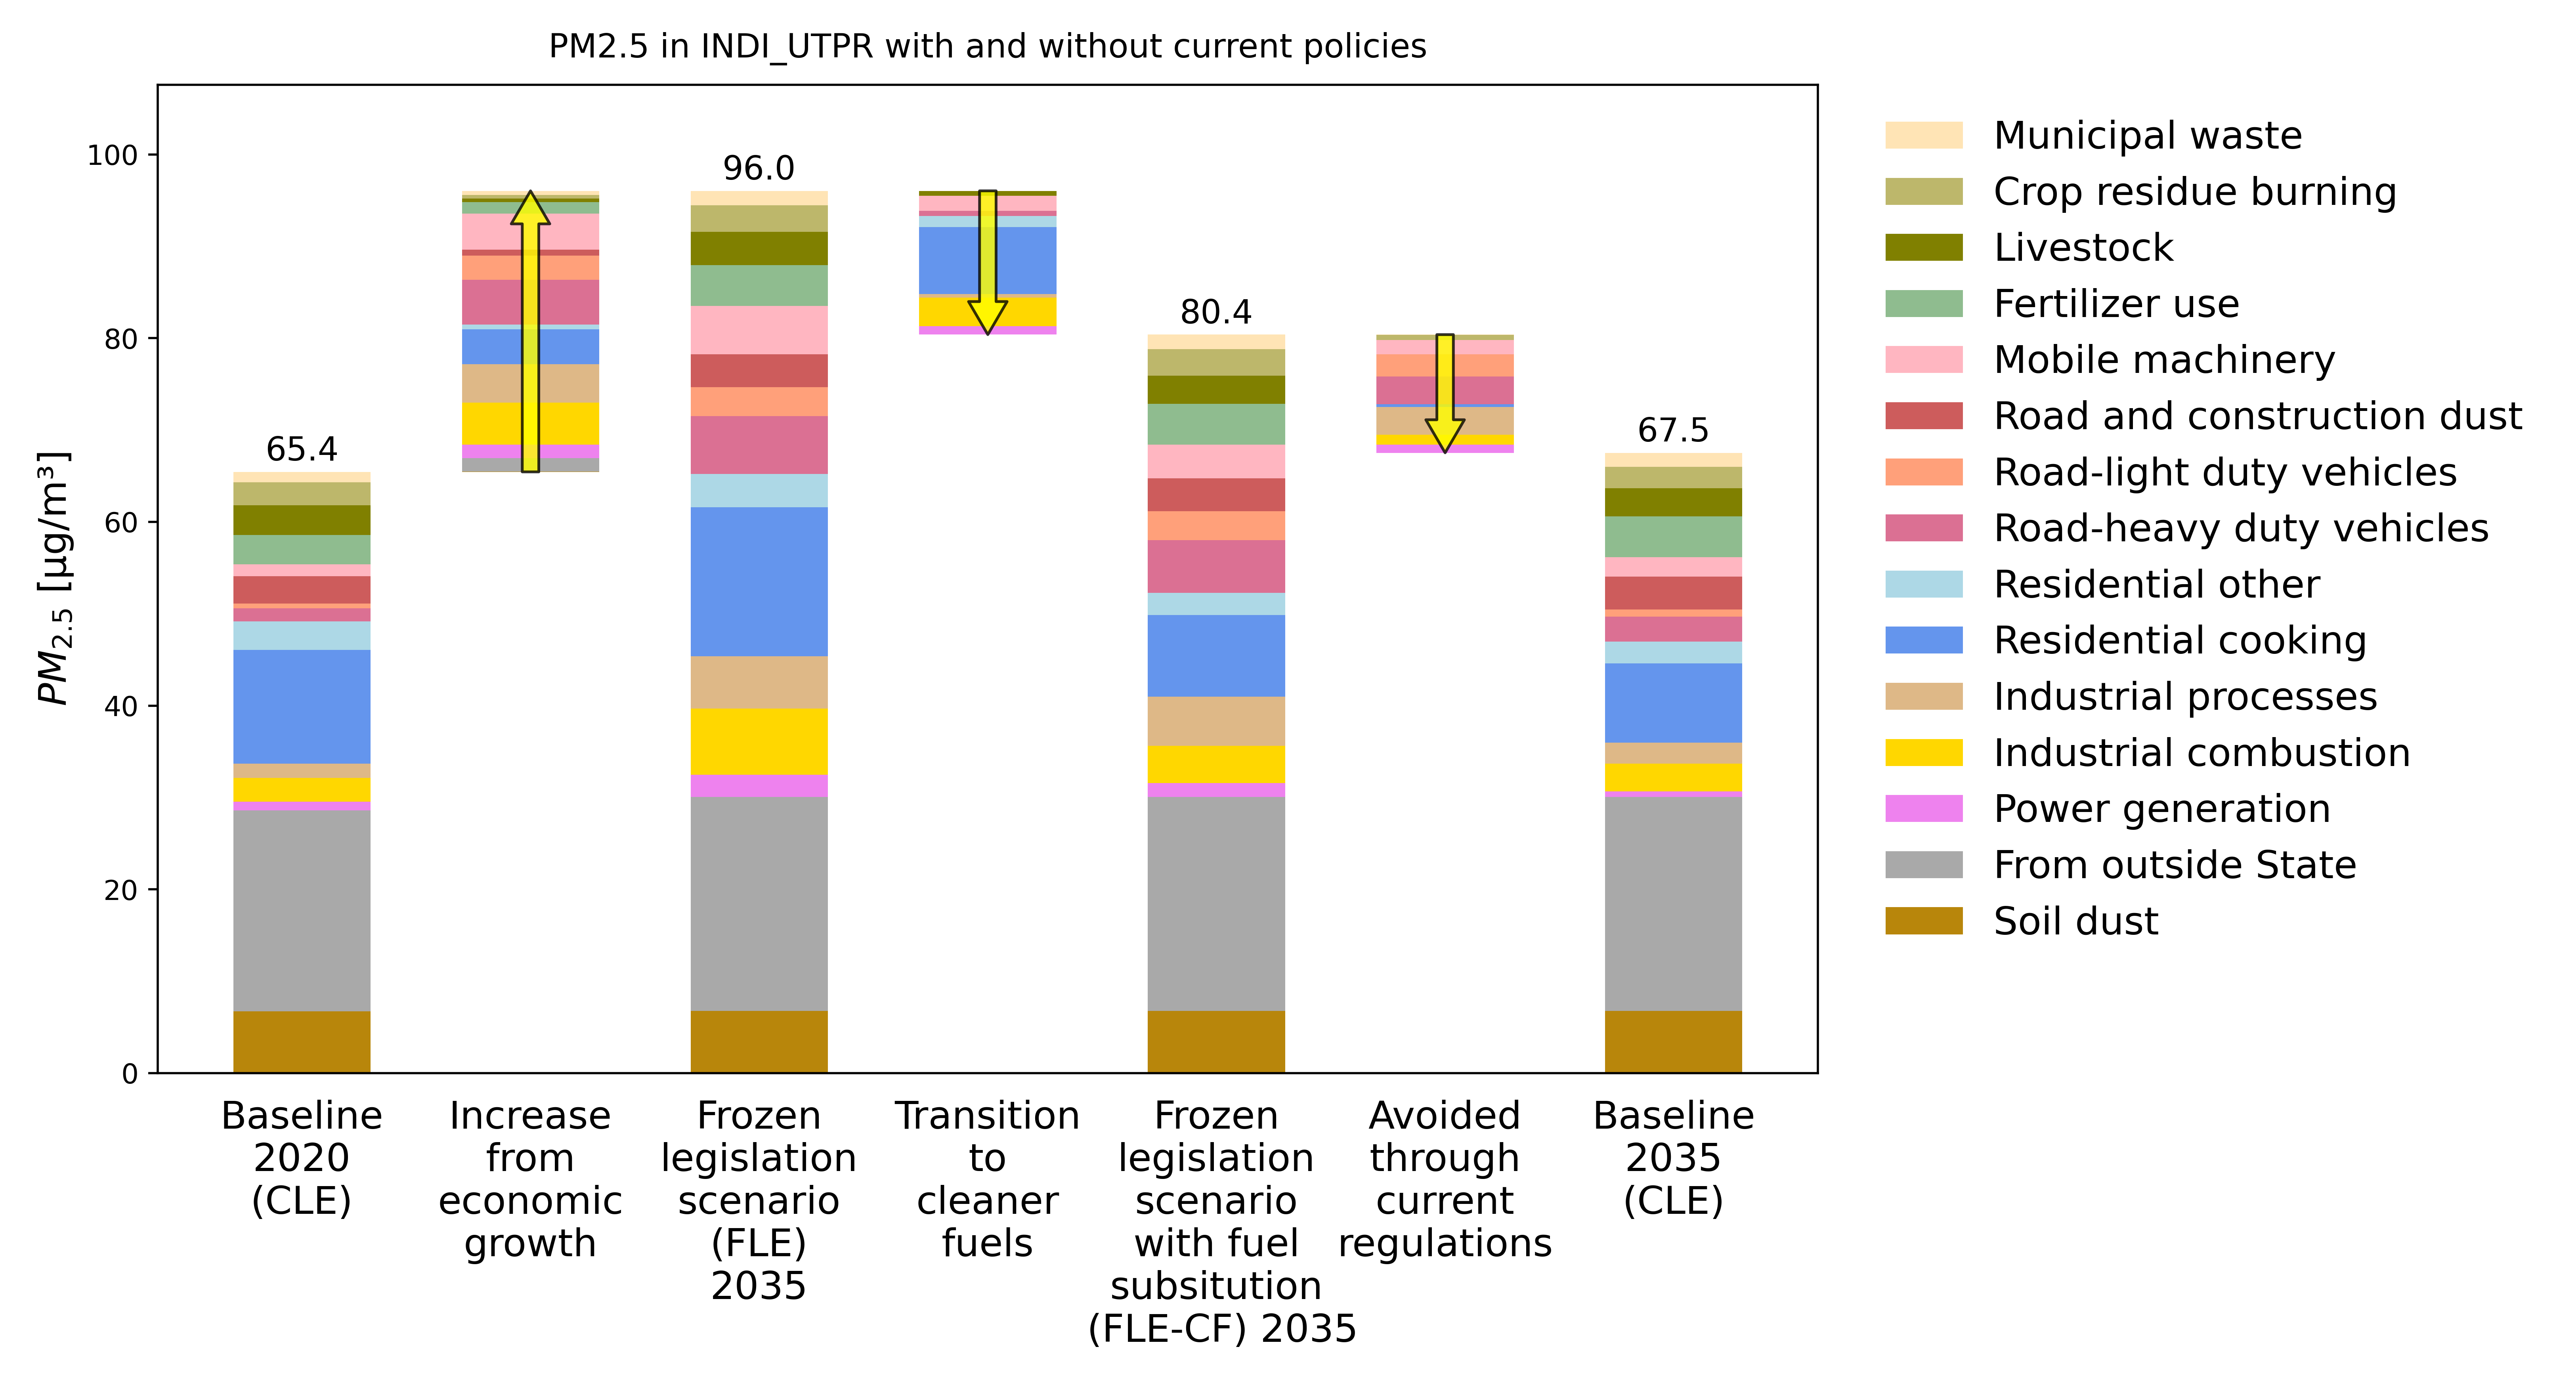 PM2.5 in INDI_UTPR with and without current policies
PM2.5 [µg/m³]
100
80
60
40
20
0
65.4
96.0
80.4
67.5
Baseline
2020
(CLE)
Increase
from
economic
growth
Frozen
legislation
scenario
(FLE)
2035
Transition
to
cleaner
fuels
Frozen
legislation
scenario
with fuel
subsitution
(FLE-CF) 2035
Avoided
through
current
regulations
Baseline
2035
(CLE)
Municipal waste
Crop residue burning
Livestock
Fertilizer use
Mobile machinery
Road and construction dust
Road-light duty vehicles
Road-heavy duty vehicles
Residential other
Residential cooking
Industrial processes
Industrial combustion
Power generation
From outside State
Soil dust